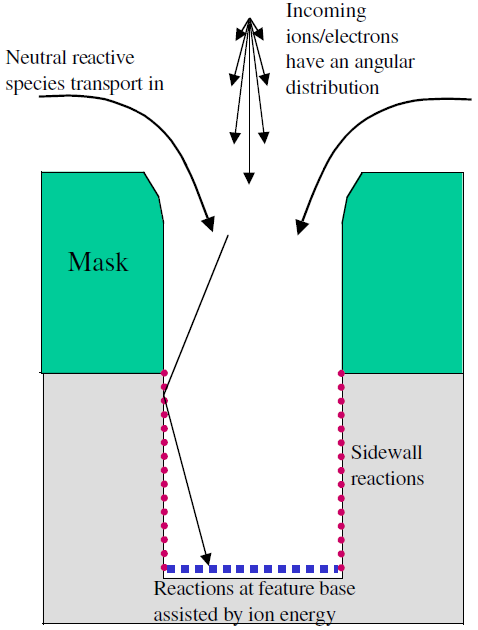 Incoming
ions/electrons
have an angular
distribution
Neutral reactive
species transport in
Mask
Sidewall
reactions
Reactions at feature base
assisted by ion energy